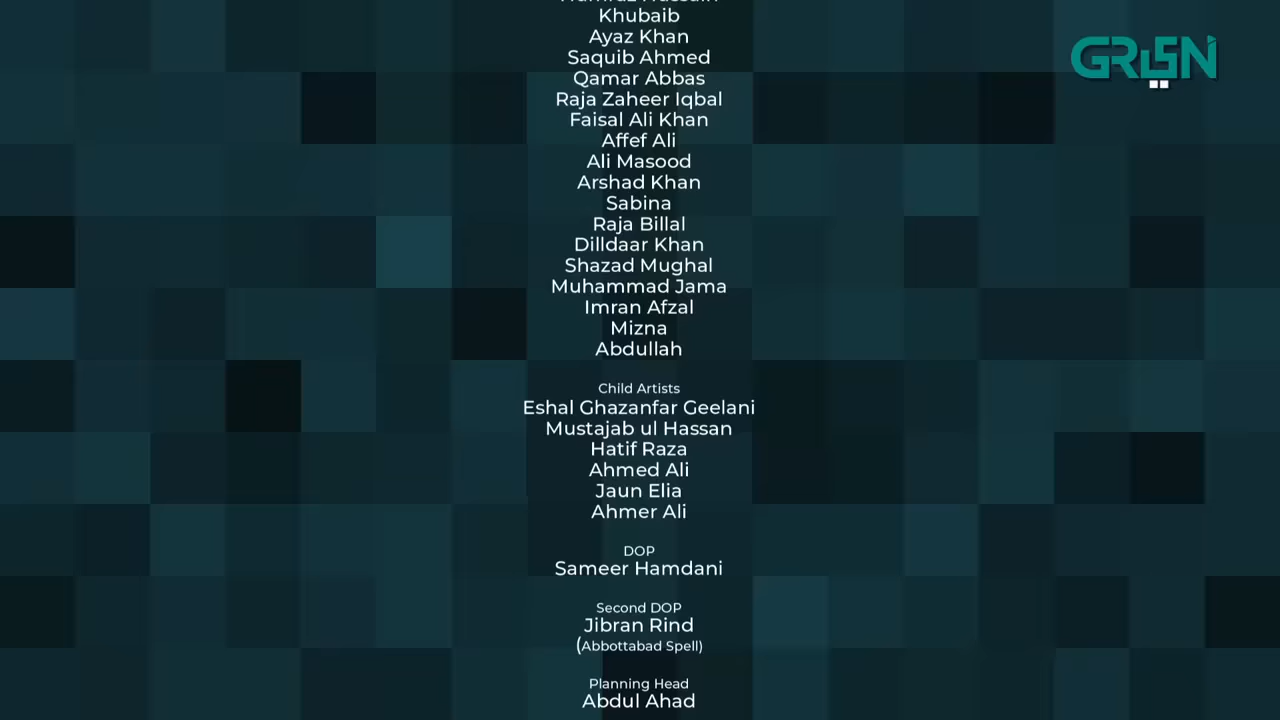 Khubaib
Ayaz Khan
Saquib Ahmed
Qamar Abbas
Raja Zaheer Iqbal
Faisal Ali Khan
Affef Ali
Ali Masood
Arshad Khan
Sabina
Raja Billal
Dilldaar Khan
Shazad Mughal
Muhammad Jama
Imran Afzal
Mizna
Abdullah
Child Artists
Eshal Ghazanfar Geelani
Mustajab ul Hassan
Hatif Raza
Ahmed Ali
Jaun Elia
Ahmer Ali
DOP
Sameer Hamdani
Second DOP
Jibran Rind
(Abbottabad Spell)
Planning Head
Abdul Ahad